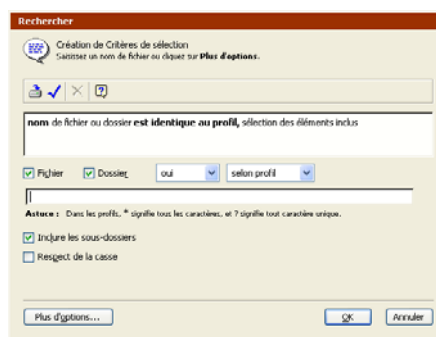 Rechercher
Création de Critères de sélection
Saisissez un nom de fichier ou cliquez sur Plus d'options.
nom de fichier ou dossier est identique au profil, sélection des éléments inclus
Fichier Dossier oui selon profil
Astuce : Dans les profils, * signifie tous les caractères, et ? signifie tout caractère unique.
Inclure les sous-dossiers
Respect de la casse
Plus d'options... OK Annuler